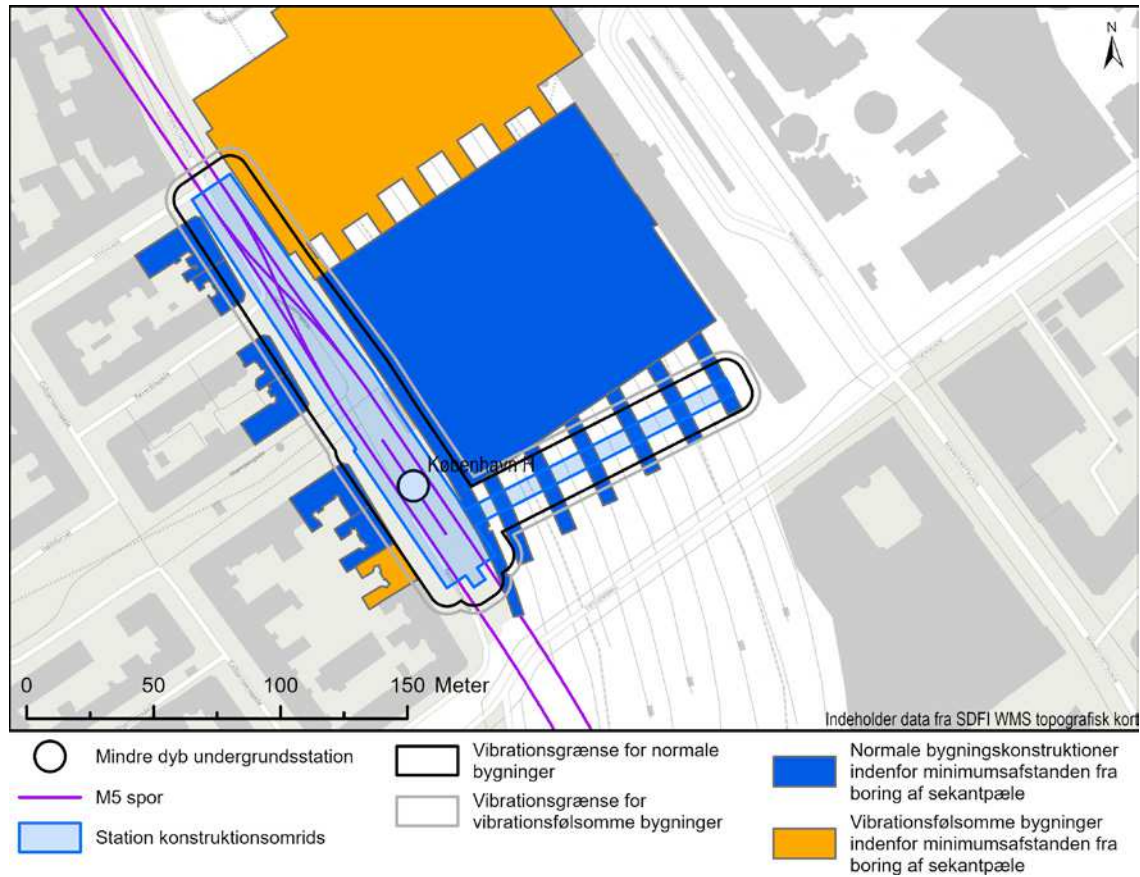 N
København H
0 50 100 150 Meter
Indeholder data fra SDFI WMS topografisk kort
Mindre dyb undergrundsstation
M5 spor
Station konstruktionsomrids
Vibrationsgrænse for normale
bygninger
Vibrationsgrænse for
vibrationsfølsomme bygninger
Normale bygningskonstruktioner
indenfor minimumsafstanden fra
boring af sekantpæle
Vibrationsfølsomme bygninger
indenfor minimumsafstanden fra
boring af sekantpæle